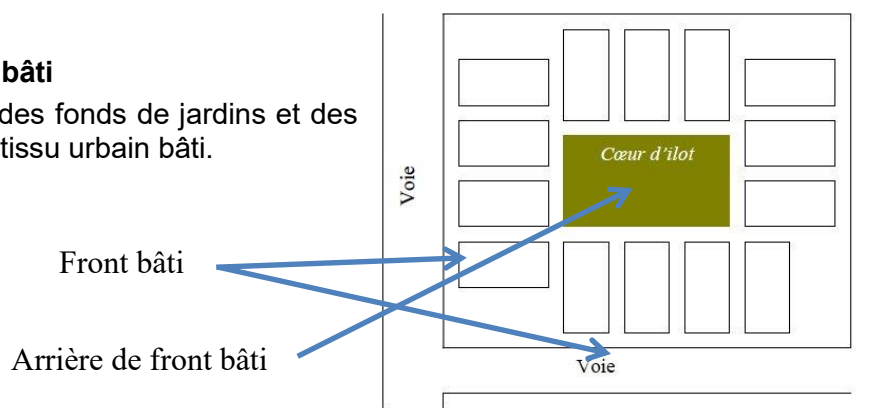 bâti
des fonds de jardins et des
tissu urbain bâti.
Cœur d'ilot
Voie
Front bâti
Arrière de front bâti
Voie